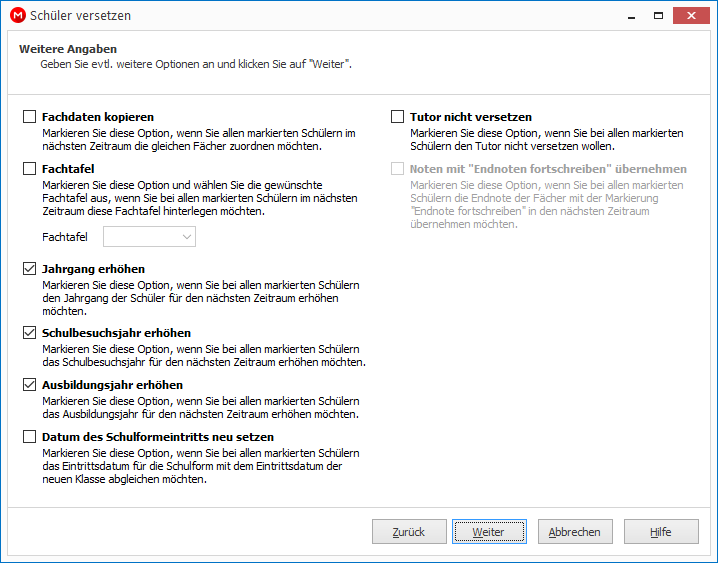 M Schüler versetzen
Weitere Angaben
Geben Sie evtl. weitere Optionen an und klicken Sie auf "Weiter".
Fachdaten kopieren
Markieren Sie diese Option, wenn Sie allen markierten Schülern im
nächsten Zeitraum die gleichen Fächer zuordnen möchten.
Fachtafel
Markieren Sie diese Option und wählen Sie die gewünschte
Fachtafel aus, wenn Sie bei allen markierten Schülern im nächsten
Zeitraum diese Fachtafel hinterlegen möchten.
Fachtafel
Jahrgang erhöhen
Markieren Sie diese Option, wenn Sie bei allen markierten Schülern
den Jahrgang der Schüler für den nächsten Zeitraum erhöhen
möchten.
Schulbesuchsjahr erhöhen
Markieren Sie diese Option, wenn Sie bei allen markierten Schülern
das Schulbesuchsjahr für den nächsten Zeitraum erhöhen möchten.
Ausbildungsjahr erhöhen
Markieren Sie diese Option, wenn Sie bei allen markierten Schülern
das Ausbildungsjahr für den nächsten Zeitraum erhöhen möchten.
Datum des Schulformeintritts neu setzen
Markieren Sie diese Option, wenn Sie bei allen markierten Schülern
das Eintrittsdatum für die Schulform mit dem Eintrittsdatum der
neuen Klasse abgleichen möchten.
Tutor nicht versetzen
Markieren Sie diese Option, wenn Sie bei allen markierten
Schülern den Tutor nicht versetzen wollen.
Noten mit "Endnoten fortschreiben" übernehmen
Markieren Sie diese Option, wenn Sie bei allen markierten
Schülern die Endnote der Fächer mit der Markierung
"Endnote fortschreiben" in den nächsten Zeitraum
übernehmen möchten.
Zurück
Weiter
Abbrechen
Hilfe